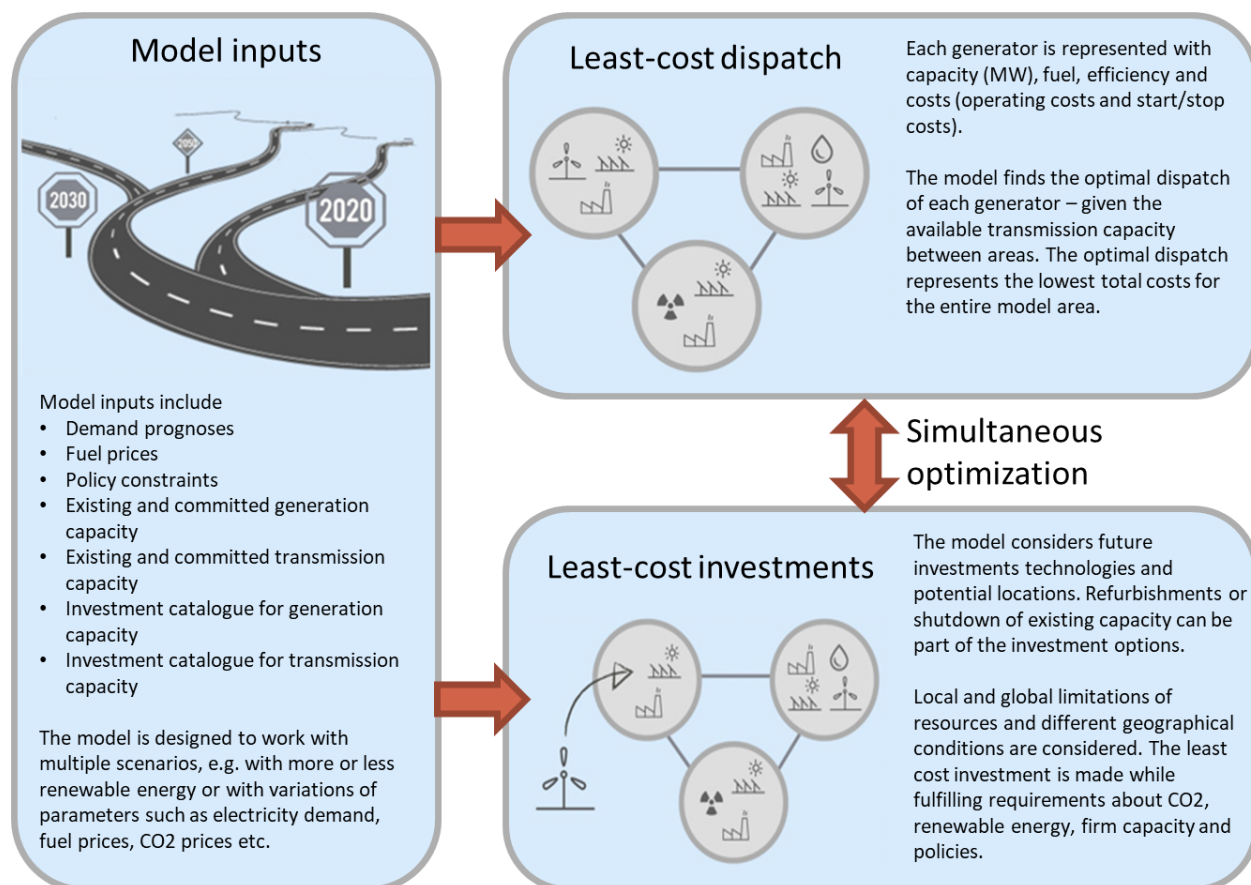 Model inputs
2050
2030
2020
Model inputs include
• Demand prognoses
• Fuel prices
• Policy constraints
• Existing and committed generation
capacity
• Existing and committed transmission
capacity
• Investment catalogue for generation
capacity
• Investment catalogue for transmission
capacity
The model is designed to work with
multiple scenarios, e.g. with more or less
renewable energy or with variations of
parameters such as electricity demand,
fuel prices, CO2 prices etc.
Least-cost dispatch
Each generator is represented with
capacity (MW), fuel, efficiency and
costs (operating costs and start/stop
costs).
The model finds the optimal dispatch
of each generator – given the
available transmission capacity
between areas. The optimal dispatch
represents the lowest total costs for
the entire model area.
Simultaneous
optimization
Least-cost investments
The model considers future
investments technologies and
potential locations. Refurbishments or
shutdown of existing capacity can be
part of the investment options.
Local and global limitations of
resources and different geographical
conditions are considered. The least
cost investment is made while
fulfilling requirements about CO2,
renewable energy, firm capacity and
policies.